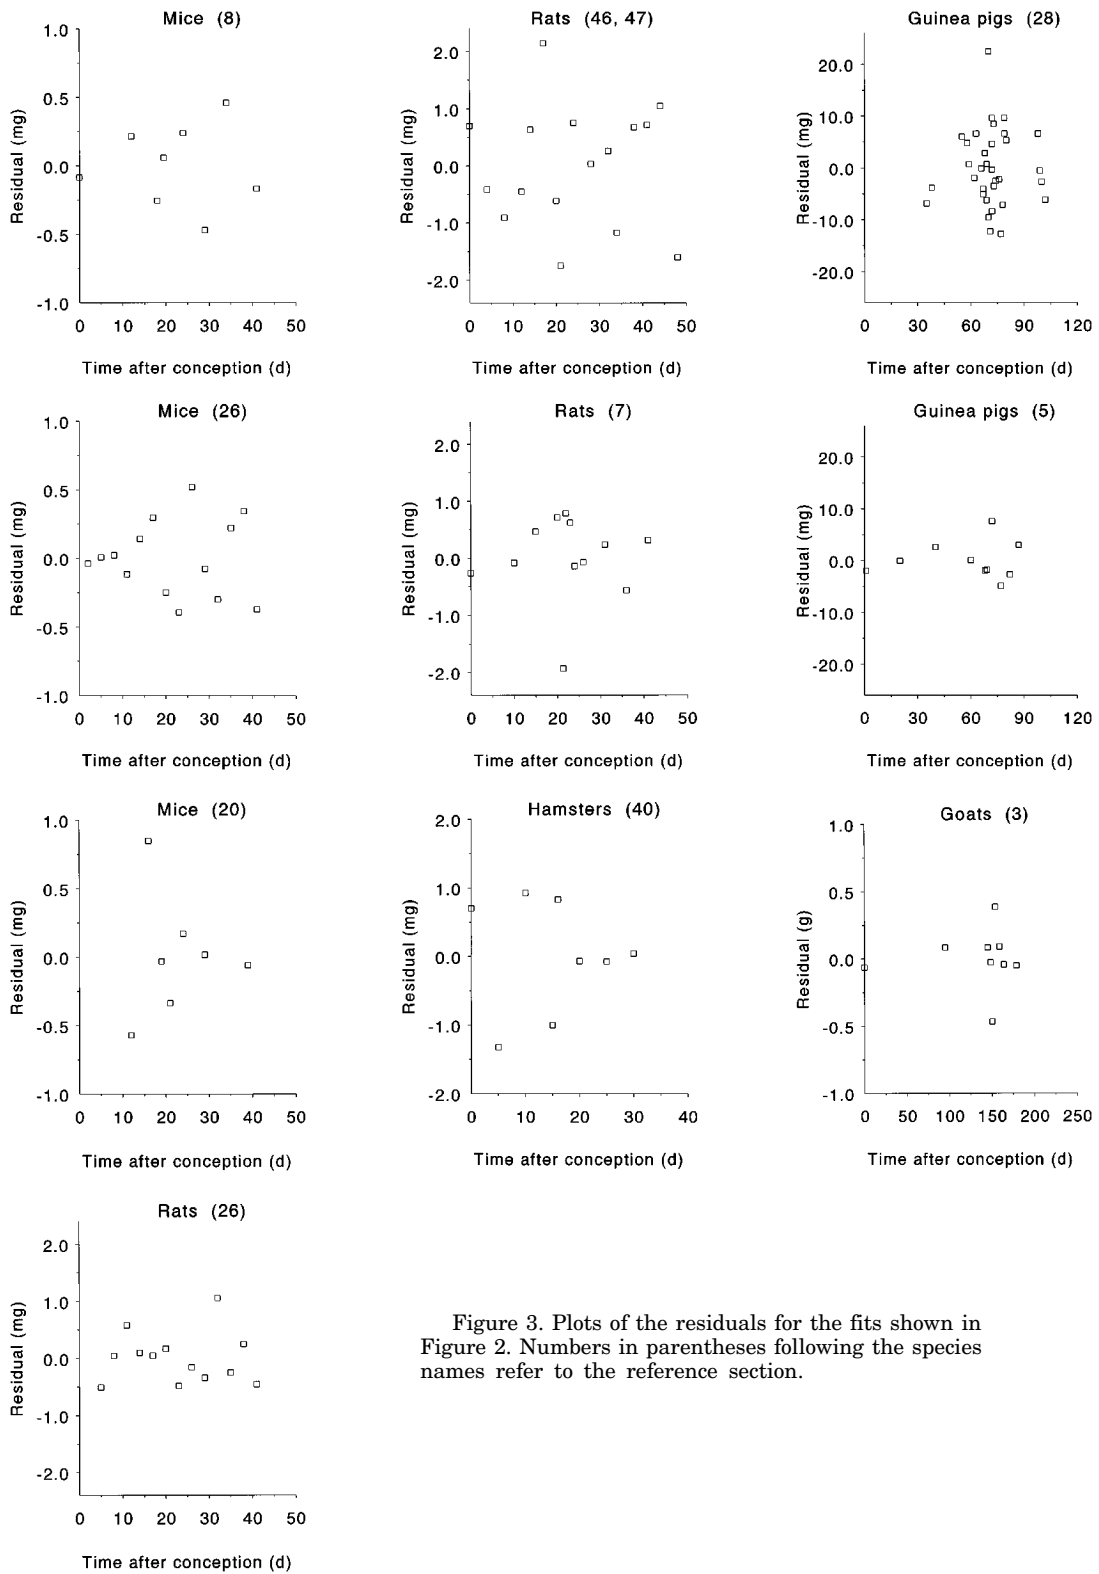 Mice (8)
1.0
0.5
0.0
-0.5
-1.0
Residual (mg)
0 10 20 30 40 50
Time after conception (d)
Rats (46, 47)
2.0
1.0
0.0
-1.0
-2.0
Residual (mg)
0 10 20 30 40 50
Time after conception (d)
Guinea pigs (28)
20.0
10.0
0.0
-10.0
-20.0
Residual (mg)
0 30 60 90 120
Time after conception (d)
Mice (26)
1.0
0.5
0.0
-0.5
-1.0
Residual (mg)
0 10 20 30 40 50
Time after conception (d)
Rats (7)
2.0
1.0
0.0
-1.0
-2.0
Residual (mg)
0 10 20 30 40 50
Time after conception (d)
Guinea pigs (5)
20.0
10.0
0.0
-10.0
-20.0
Residual (mg)
0 30 60 90 120
Time after conception (d)
Mice (20)
1.0
0.5
0.0
-0.5
-1.0
Residual (mg)
0 10 20 30 40 50
Time after conception (d)
Hamsters (40)
2.0
1.0
0.0
-1.0
-2.0
Residual (mg)
0 10 20 30 40
Time after conception (d)
Goats (3)
1.0
0.5
0.0
-0.5
-1.0
Residual (g)
0 50 100 150 200 250
Time after conception (d)
Rats (26)
2.0
1.0
0.0
-1.0
-2.0
Residual (mg)
0 10 20 30 40 50
Time after conception (d)
Figure 3. Plots of the residuals for the fits shown in
Figure 2. Numbers in parentheses following the species
names refer to the reference section.